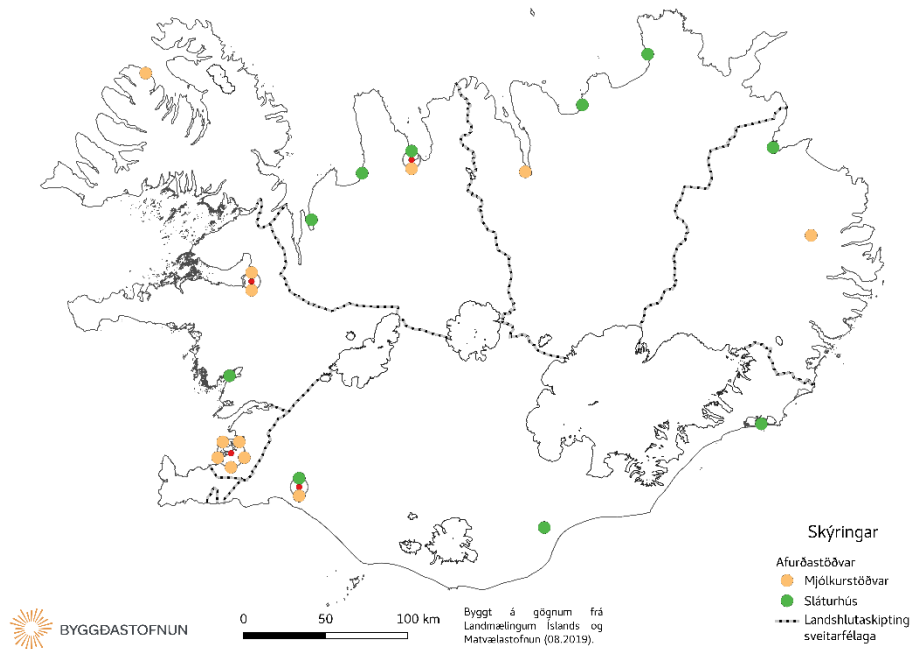 Skýringar
Afurðastöðvar
Mjólkurstöðvar
Sláturhús
Landshlutaskipting
sveitarfélaga
BYGGÐASTOFNUN
0 50 100 km
Byggt á gögnum frá
Landmælingum Íslands og
Matvælastofnun (08.2019).